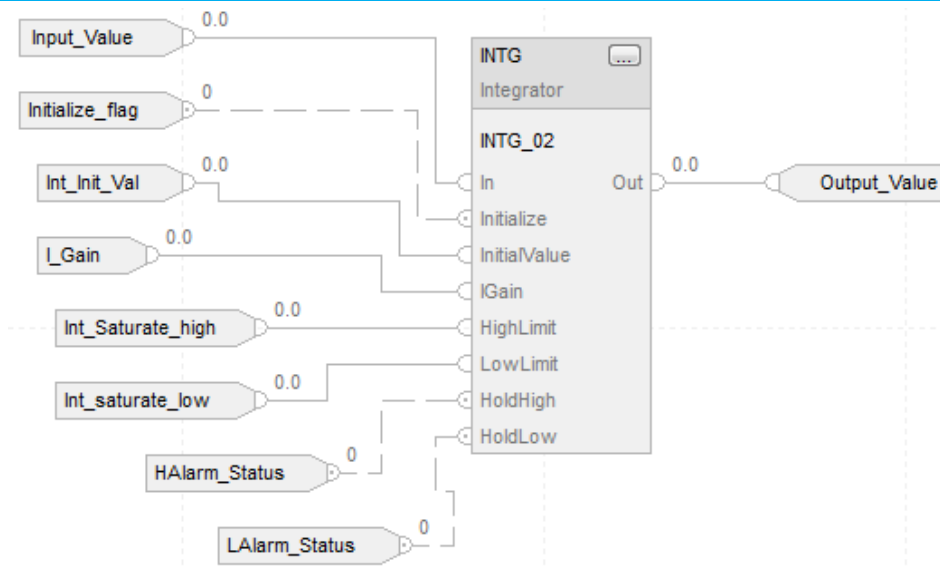 Input_Value
0.0
INTG
...
Integrator
Initialize_flag
0
INTG_02
Int_Init_Val
0.0
In
Out
0.0
Output_Value
Initialize
I_Gain
0.0
InitialValue
IGain
Int_Saturate_high
0.0
HighLimit
LowLimit
Int_saturate_low
0.0
HoldHigh
HoldLow
HAlarm_Status
0
LAlarm_Status
0